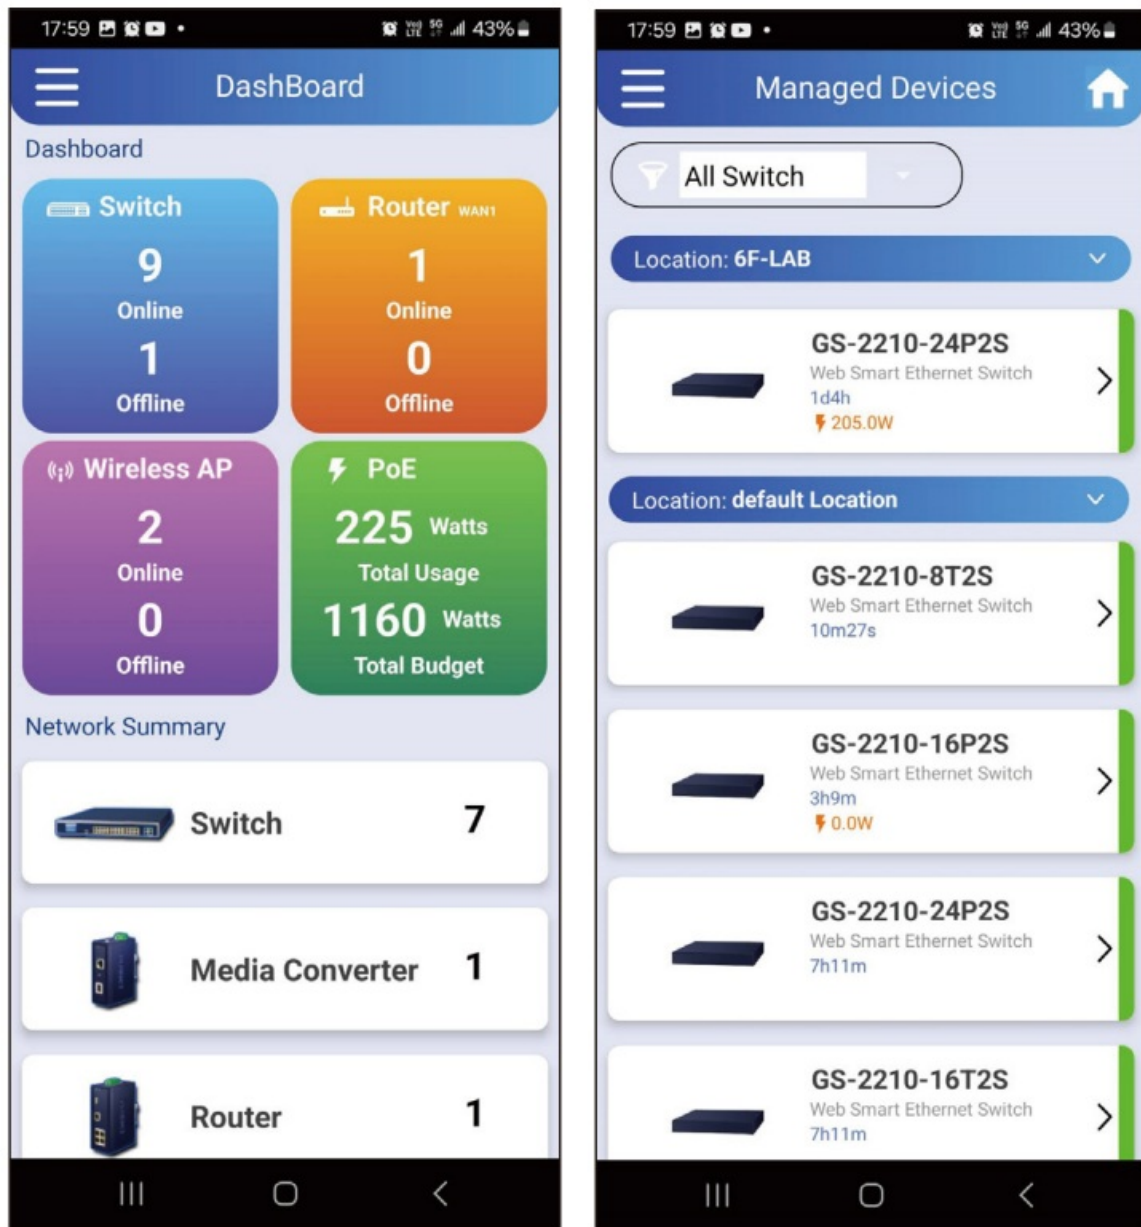 17:59 43%
DashBoard
Dashboard
Switch
9
Online
1
Offline
Router WAN1
1
Online
0
Offline
Wireless AP
2
Online
0
Offline
PoE
225 Watts
Total Usage
1160 Watts
Total Budget
Network Summary
Switch 7
Media Converter 1
Router 1
17:59 43%
Managed Devices
All Switch
Location: 6F-LAB
GS-2210-24P2S
Web Smart Ethernet Switch
1d4h
205.0W
Location: default Location
GS-2210-8T2S
Web Smart Ethernet Switch
10m27s
GS-2210-16P2S
Web Smart Ethernet Switch
3h9m
0.0W
GS-2210-24P2S
Web Smart Ethernet Switch
7h11m
GS-2210-16T2S
Web Smart Ethernet Switch
7h11m